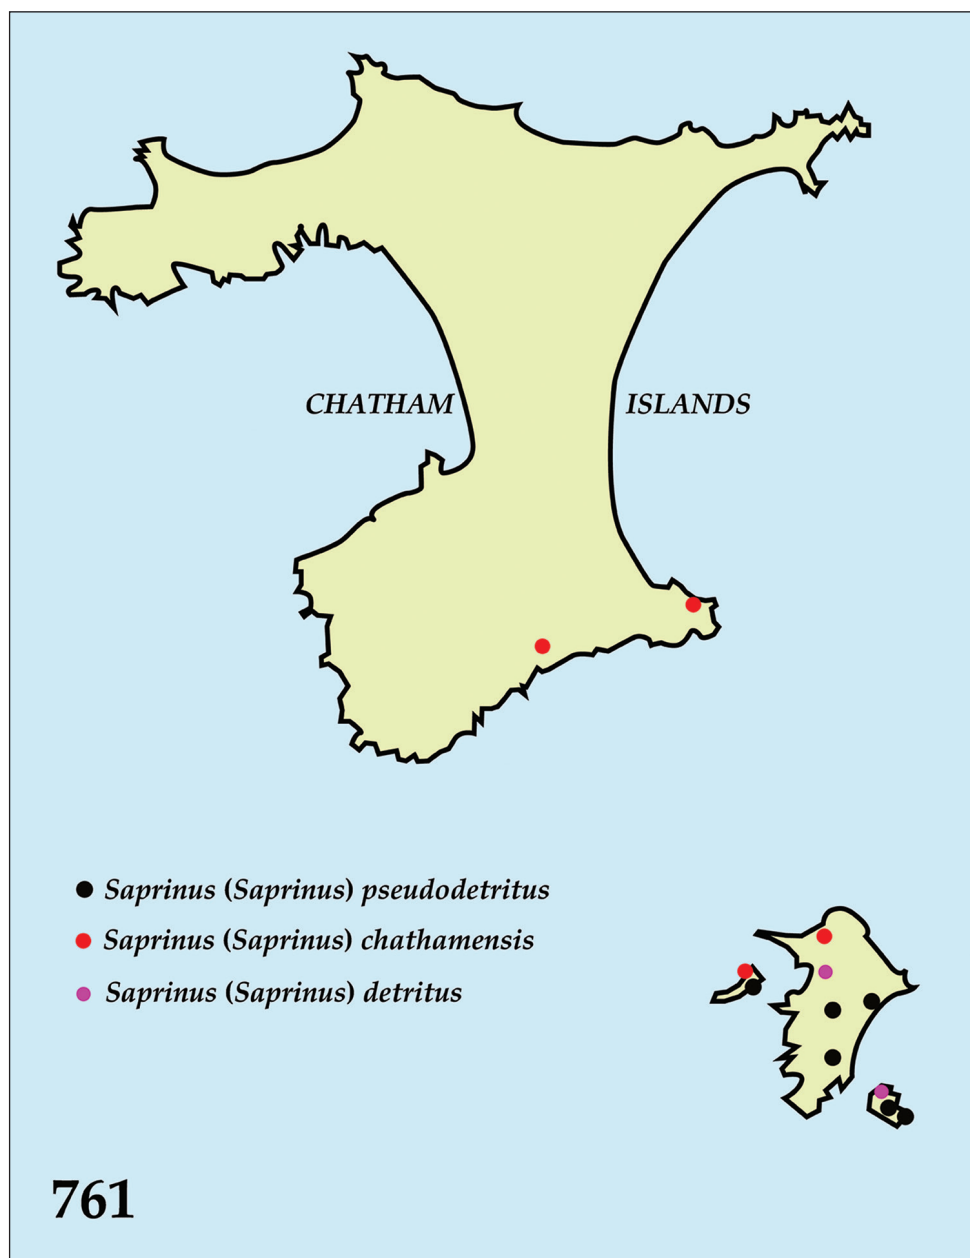 CHATHAM ISLANDS
Saprinus (Saprinus) pseudodetritus
Saprinus (Saprinus) chathamensis
Saprinus (Saprinus) detritus
761